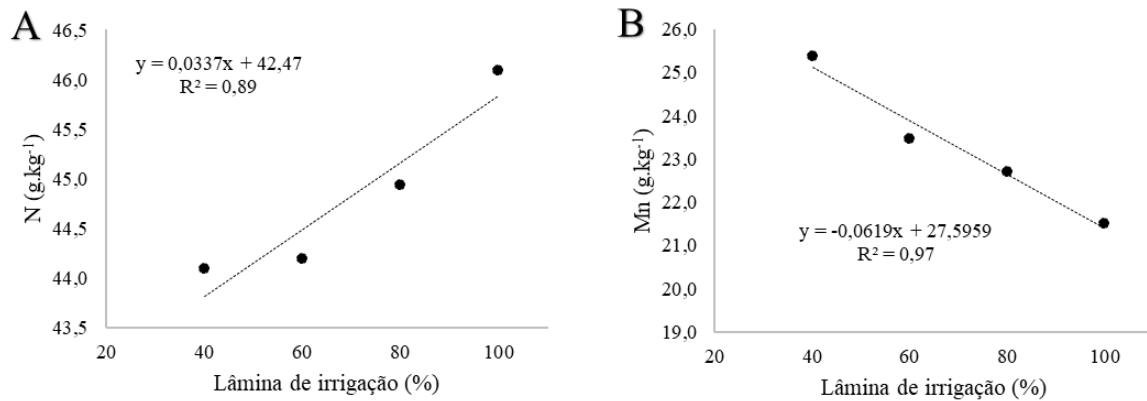 A
46,5
46,0
45,5
45,0
44,5
44,0
43,5
N (g.kg⁻¹)
y = 0,0337x + 42,47
R² = 0,89
20
40
60
80
100
Lâmina de irrigação (%)
B
26,0
25,0
24,0
23,0
22,0
21,0
20,0
19,0
Mn (g.kg⁻¹)
y = -0,0619x + 27,5959
R² = 0,97
20
40
60
80
100
Lâmina de irrigação (%)